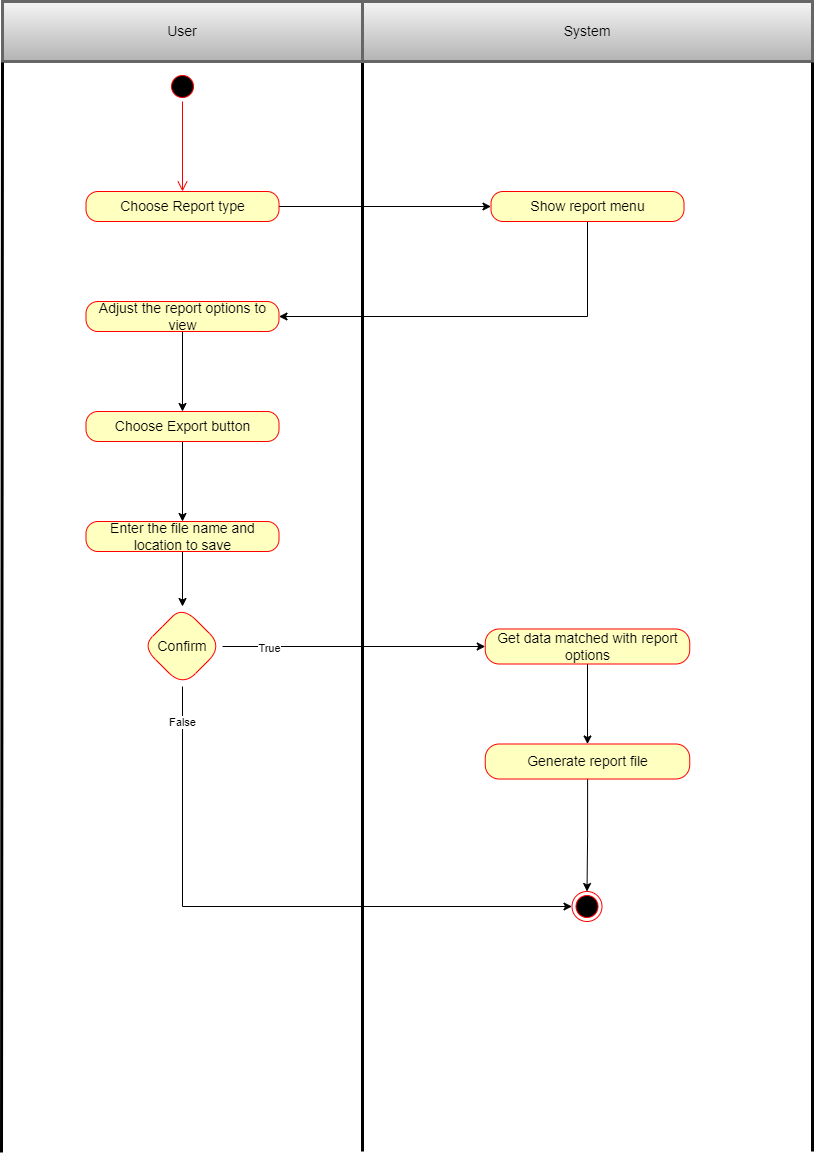 User
System
Choose Report type
Show report menu
Adjust the report options to
view
Choose Export button
Enter the file name and
location to save
Confirm
True
Get data matched with report
options
False
Generate report file